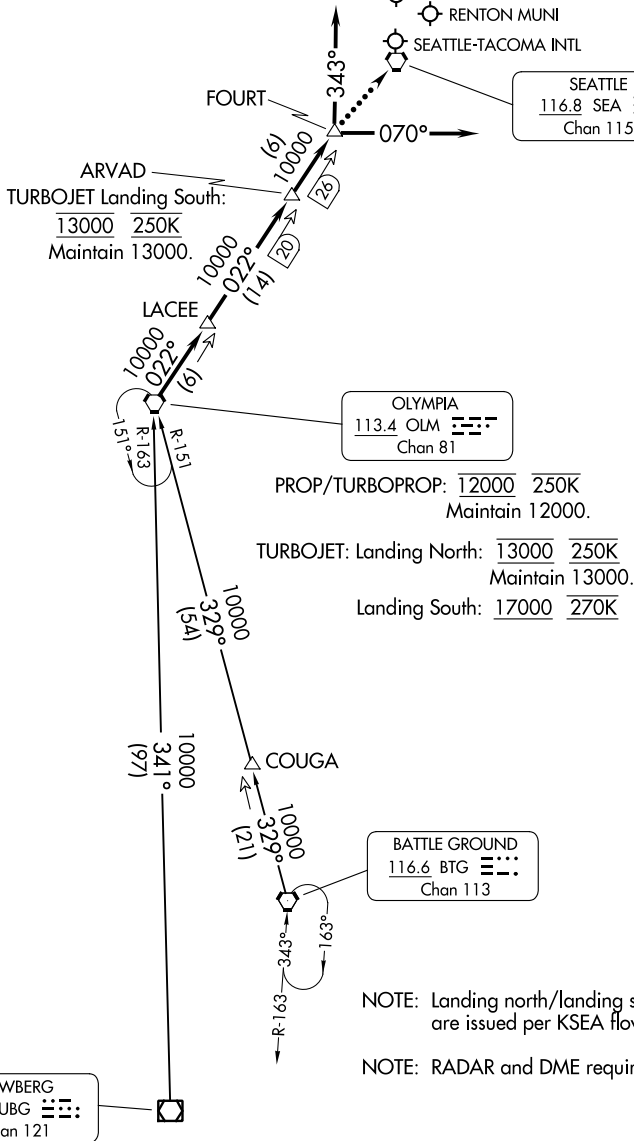 RENTON MUNI
SEATTLE-TACOMA INTL
SEATTLE
116.8 SEA
Chan 115
343°
FOURT
070°
(6)
10000
26
ARVAD
TURBOJET Landing South:
13000 250K
Maintain 13000.
10000
022°
(14)
20
LACEE
10000
022°
(6)
OLYMPIA
113.4 OLM
Chan 81
151°
R-163
R-151
PROP/TURBOPROP: 12000 250K
Maintain 12000.
TURBOJET: Landing North: 13000 250K
Maintain 13000.
Landing South: 17000 270K
10000
329°
(54)
10000
341°
(97)
COUGA
10000
329°
(21)
BATTLE GROUND
116.6 BTG
Chan 113
343°
163°
R-163
NOTE: Landing north/landing s
are issued per KSEA flo
NOTE: RADAR and DME requir
WBERG
UBG
an 121